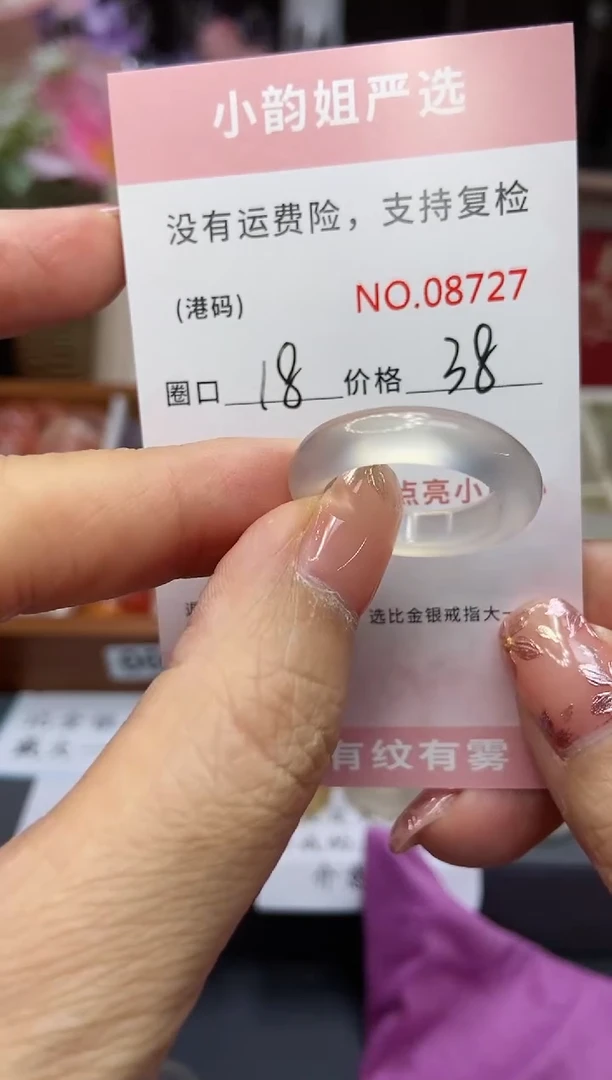 小韵姐严选
没有运费险，支持复检
(港码) NO.08727
圈口 18 价格 38
点亮小
选比金银戒指大一
有纹有雾